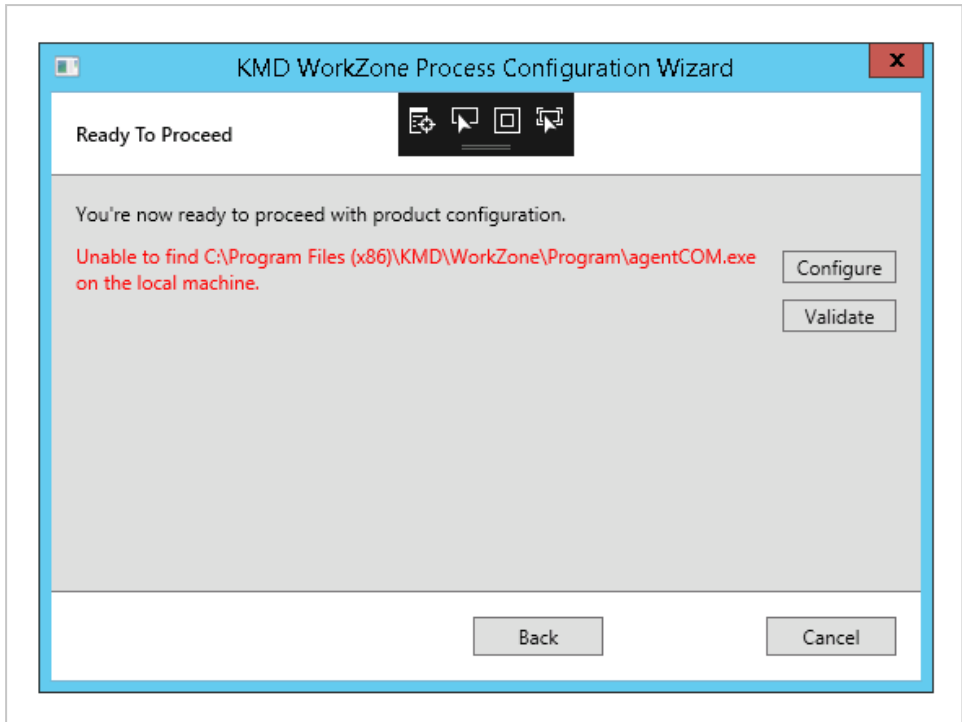 KMD WorkZone Process Configuration Wizard
x
Ready To Proceed
You're now ready to proceed with product configuration.
Unable to find C:\Program Files (x86)\KMD\WorkZone\Program\agentCOM.exe
on the local machine.
Configure
Validate
Back
Cancel